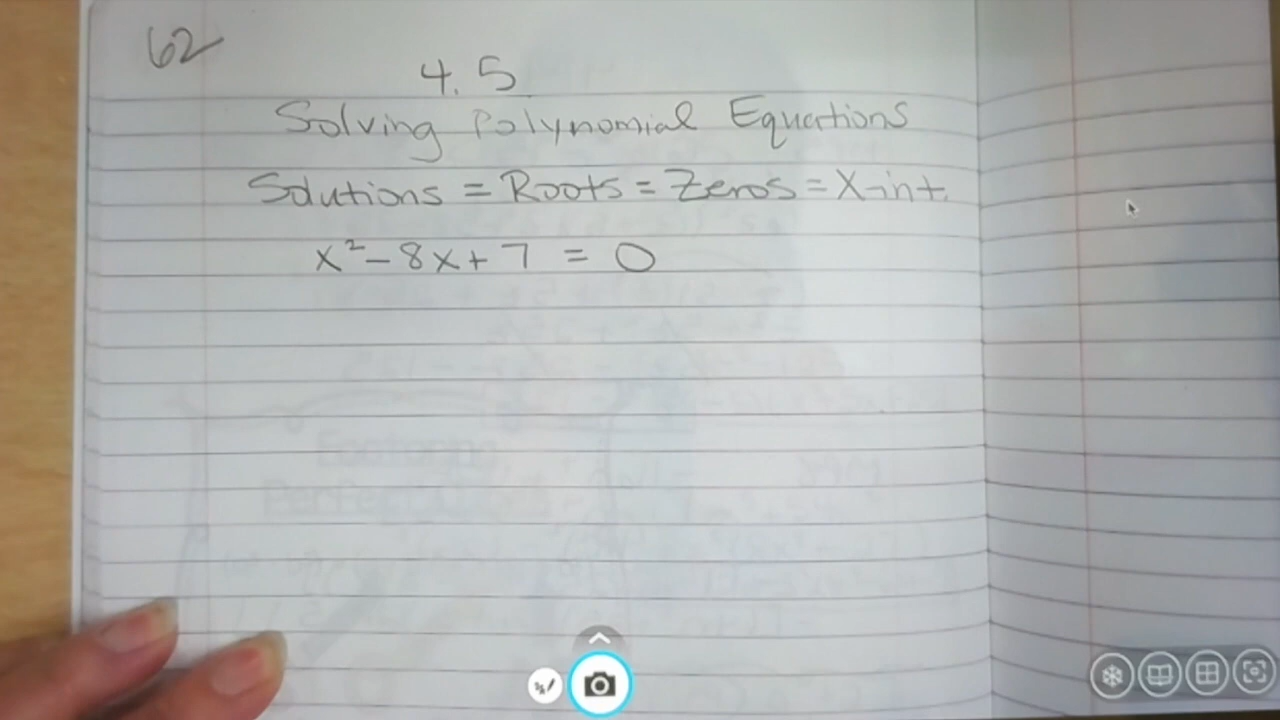 62
4.5
Solving Polynomial Equations
Solutions = Roots = Zeros = X-int.
x² - 8x + 7 = 0